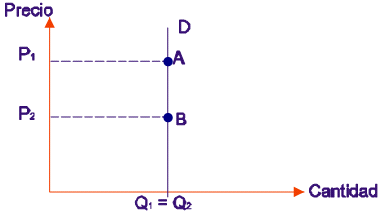 Precio
D
P₁
A
P₂
B
Cantidad
Q₁ = Q₂